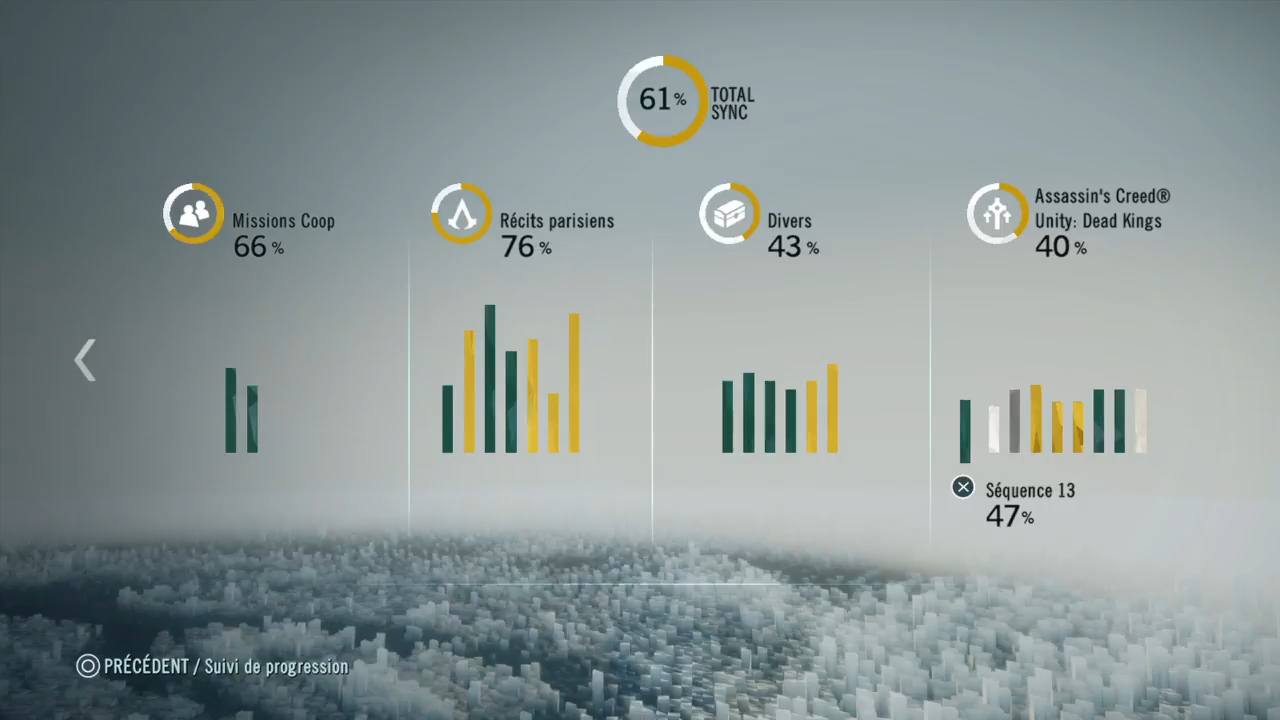 61%
TOTAL
SYNC
Missions Coop
66 %
Récits parisiens
76 %
Divers
43 %
Assassin's Creed®
Unity: Dead Kings
40 %
Séquence 13
47%
PRÉCÉDENT / Suivi de progression